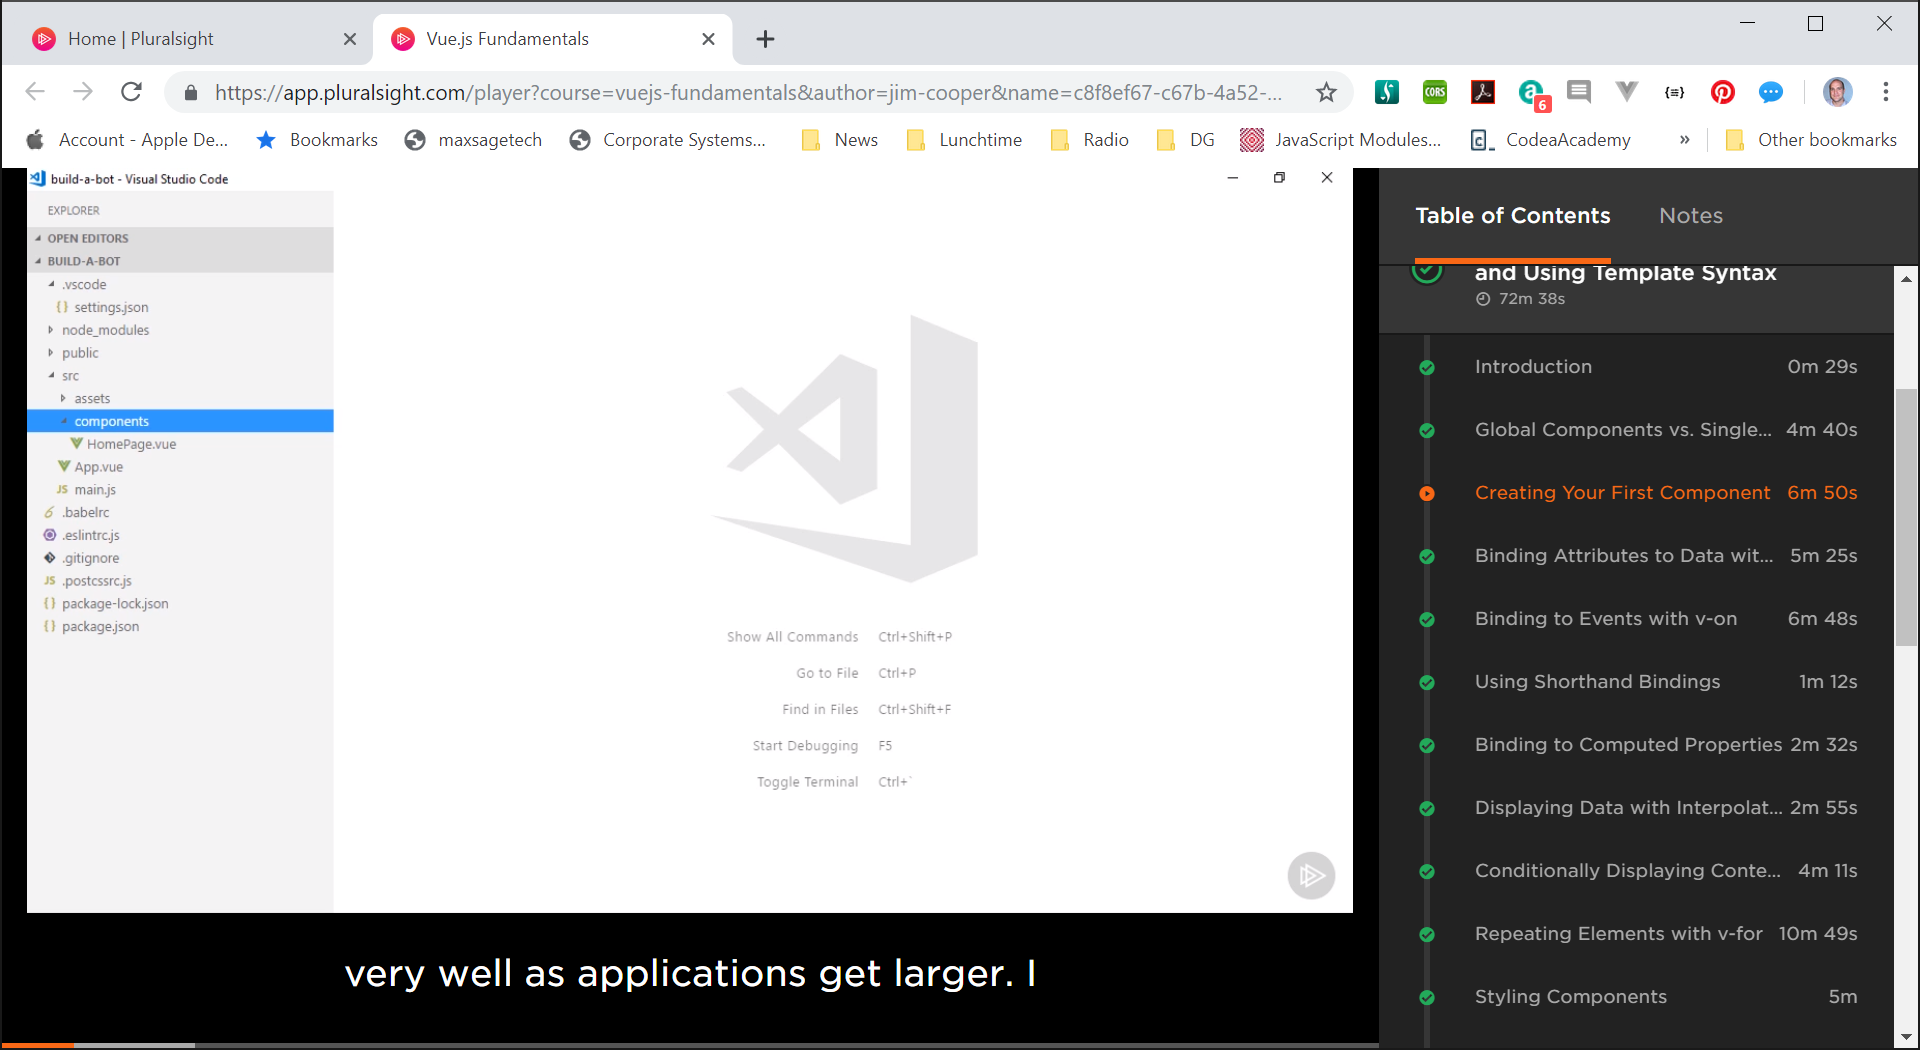 Home | Pluralsight
Vue.js Fundamentals
https://app.pluralsight.com/player?course=vuejs-fundamentals&author=jim-cooper&name=c8f8ef67-c67b-4a52-...
CORS
6
{≡}
Account - Apple De...
Bookmarks
maxsagetech
Corporate Systems...
News
Lunchtime
Radio
DG
JavaScript Modules...
CodeaAcademy
»
Other bookmarks
build-a-bot - Visual Studio Code
EXPLORER
OPEN EDITORS
BUILD-A-BOT
.vscode
{} settings.json
node_modules
public
src
assets
components
HomePage.vue
App.vue
JS main.js
.babelrc
.eslintrc.js
.gitignore
JS .postcssrc.js
{} package-lock.json
{} package.json
Show All Commands Ctrl+Shift+P
Go to File Ctrl+P
Find in Files Ctrl+Shift+F
Start Debugging F5
Toggle Terminal Ctrl+`
very well as applications get larger. I
Table of Contents
Notes
and Using Template Syntax
72m 38s
Introduction 0m 29s
Global Components vs. Single... 4m 40s
Creating Your First Component 6m 50s
Binding Attributes to Data wit... 5m 25s
Binding to Events with v-on 6m 48s
Using Shorthand Bindings 1m 12s
Binding to Computed Properties 2m 32s
Displaying Data with Interpolat... 2m 55s
Conditionally Displaying Conte... 4m 11s
Repeating Elements with v-for 10m 49s
Styling Components 5m